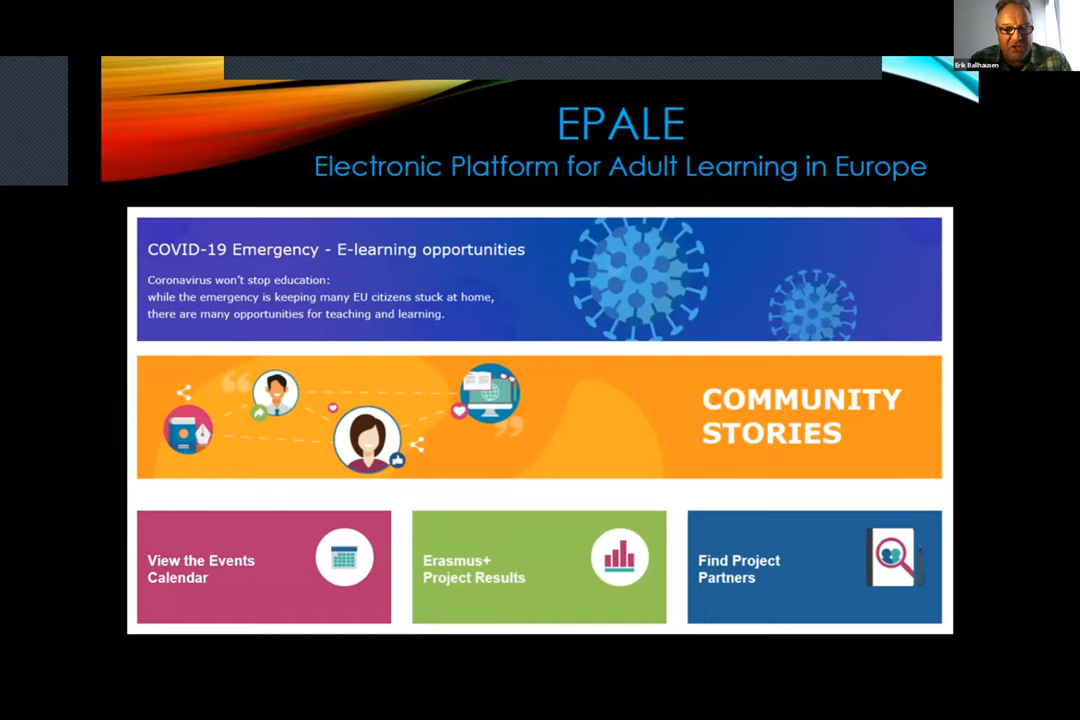 Erik Ballhausen
EPALE
Electronic Platform for Adult Learning in Europe
COVID-19 Emergency - E-learning opportunities
Coronavirus won't stop education:
while the emergency is keeping many EU citizens stuck at home,
there are many opportunities for teaching and learning.
COMMUNITY
STORIES
View the Events
Calendar
Erasmus+
Project Results
Find Project
Partners